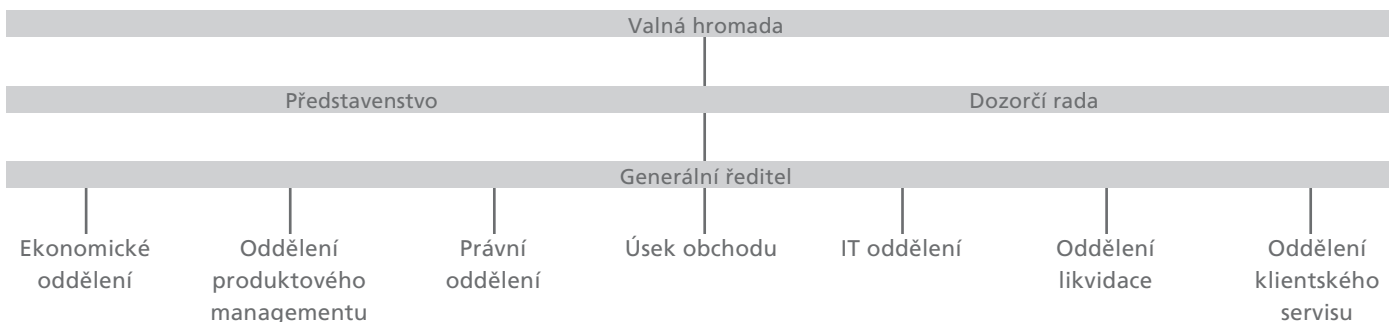 Valná hromada
Představenstvo
Dozorčí rada
Generální ředitel
Ekonomické
oddělení
Oddělení
produktového
managementu
Právní
oddělení
Úsek obchodu
IT oddělení
Oddělení
likvidace
Oddělení
klientského
servisu